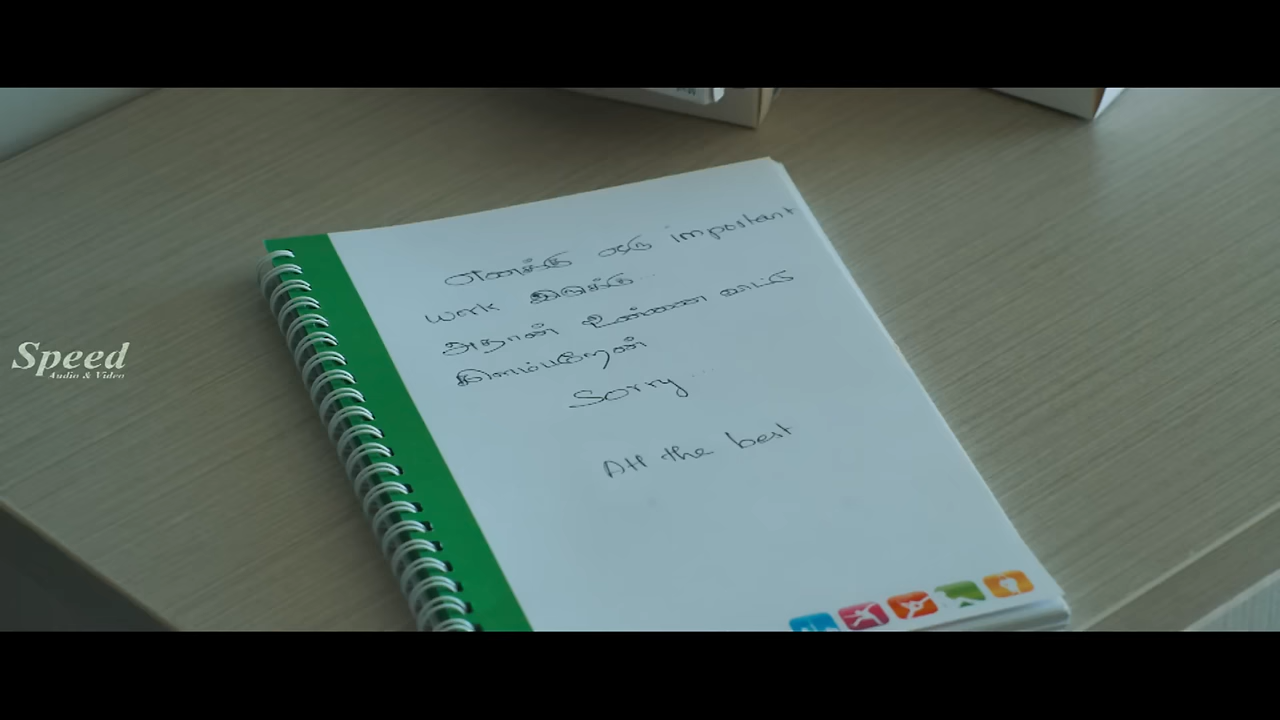 எனக்கு ஒரு important
work இருக்கு...
அதான் உன்னை காட்டு
கிளம்புறேன்
Sorry....
All the best
Speed
Audio & Video